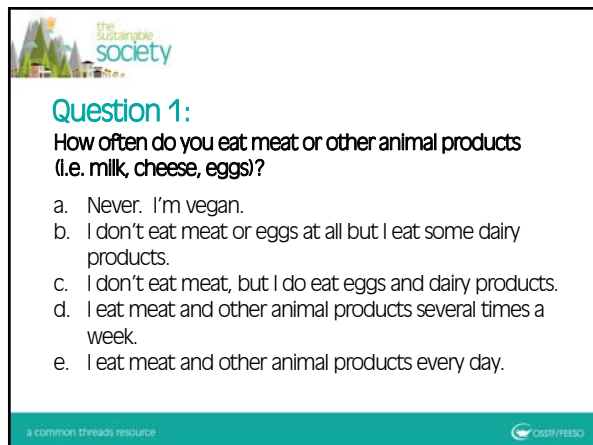 the
sustainable
society
Question 1:
How often do you eat meat or other animal products
(i.e. milk, cheese, eggs)?
a. Never. I'm vegan.
b. I don't eat meat or eggs at all but I eat some dairy
products.
c. I don't eat meat, but I do eat eggs and dairy products.
d. I eat meat and other animal products several times a
week.
e. I eat meat and other animal products every day.
a common threads resource
OSSTF/FEESO